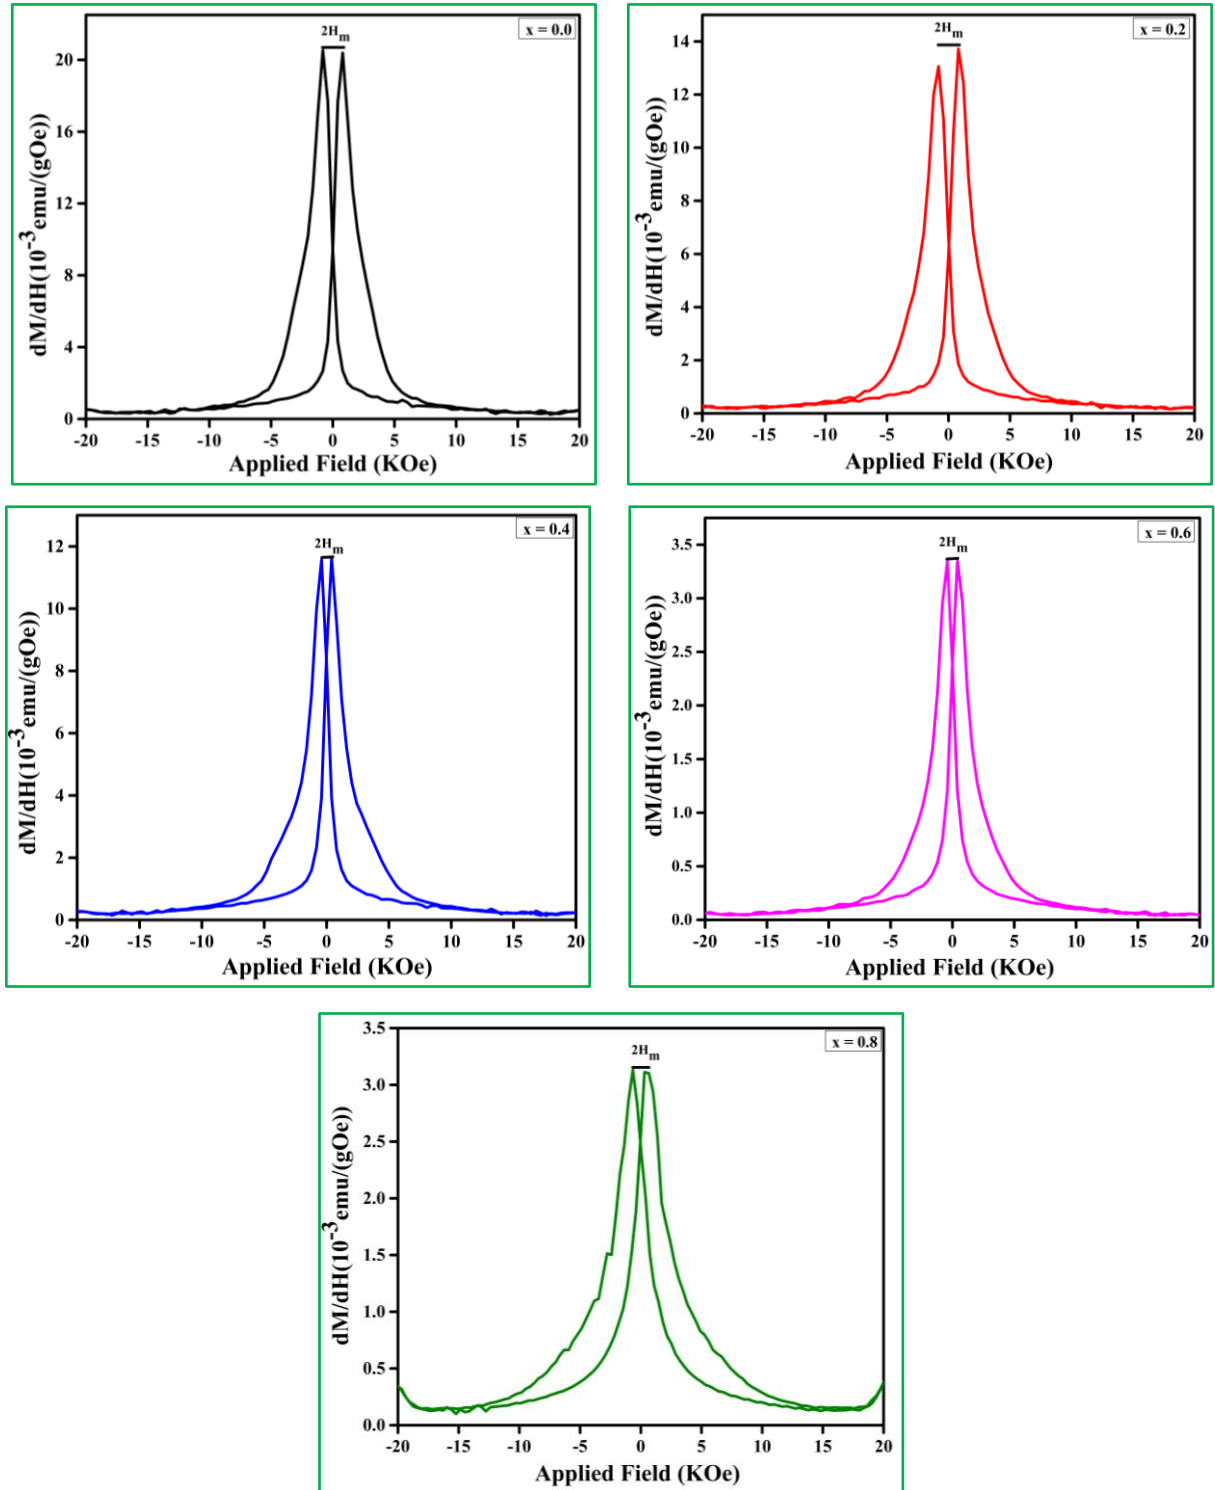 x = 0.0
2Hm
20
16
12
8
4
0
dM/dH(10-3emu/(gOe))
-20 -15 -10 -5 0 5 10 15 20
Applied Field (KOe)
x = 0.2
2Hm
14
12
10
8
6
4
2
0
dM/dH(10-3emu/(gOe))
-20 -15 -10 -5 0 5 10 15 20
Applied Field (KOe)
x = 0.4
2Hm
12
10
8
6
4
2
0
dM/dH(10-3emu/(gOe))
-20 -15 -10 -5 0 5 10 15 20
Applied Field (KOe)
x = 0.6
2Hm
3.5
3.0
2.5
2.0
1.5
1.0
0.5
0.0
dM/dH(10-3emu/(gOe))
-20 -15 -10 -5 0 5 10 15 20
Applied Field (KOe)
x = 0.8
2Hm
3.5
3.0
2.5
2.0
1.5
1.0
0.5
0.0
dM/dH(10-3emu/(gOe))
-20 -15 -10 -5 0 5 10 15 20
Applied Field (KOe)